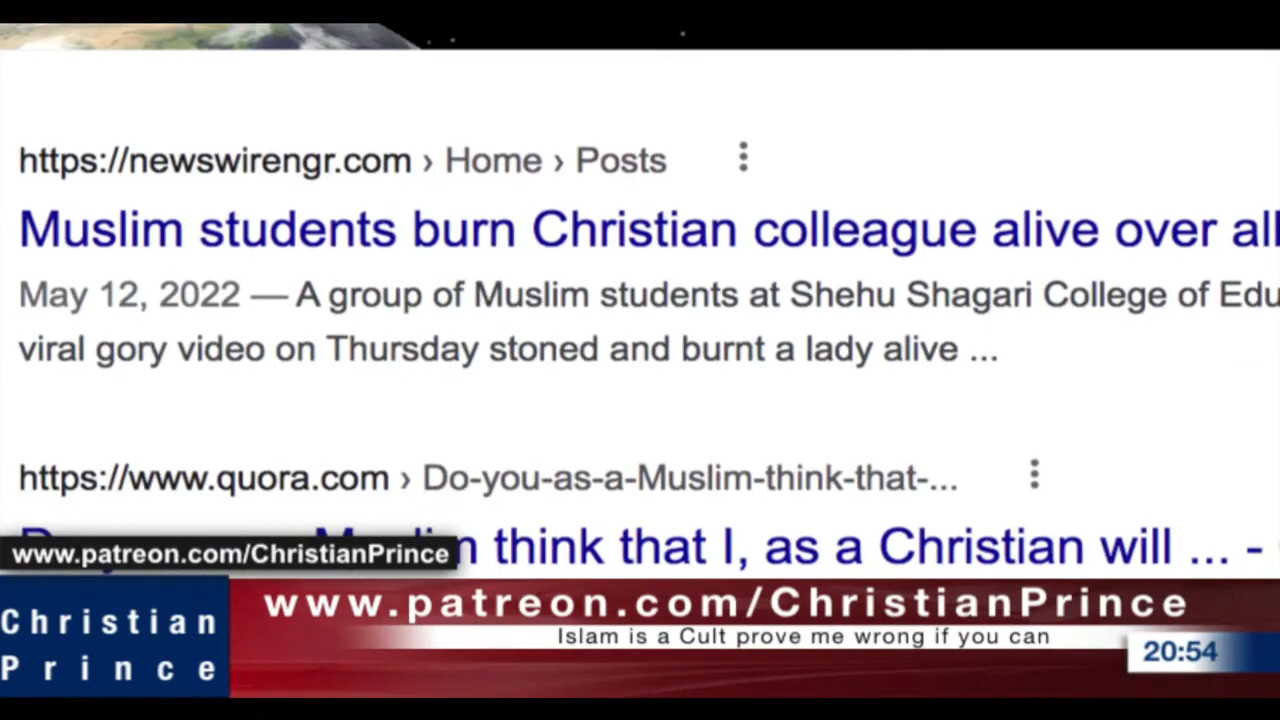 https://newswirengr.com › Home › Posts
Muslim students burn Christian colleague alive over all
May 12, 2022 — A group of Muslim students at Shehu Shagari College of Edu
viral gory video on Thursday stoned and burnt a lady alive ...
https://www.quora.com › Do-you-as-a-Muslim-think-that-...
think that I, as a Christian will ... -
www.patreon.com/ChristianPrince
www.patreon.com/ChristianPrince
Islam is a Cult prove me wrong if you can
Christian
Prince
20:54